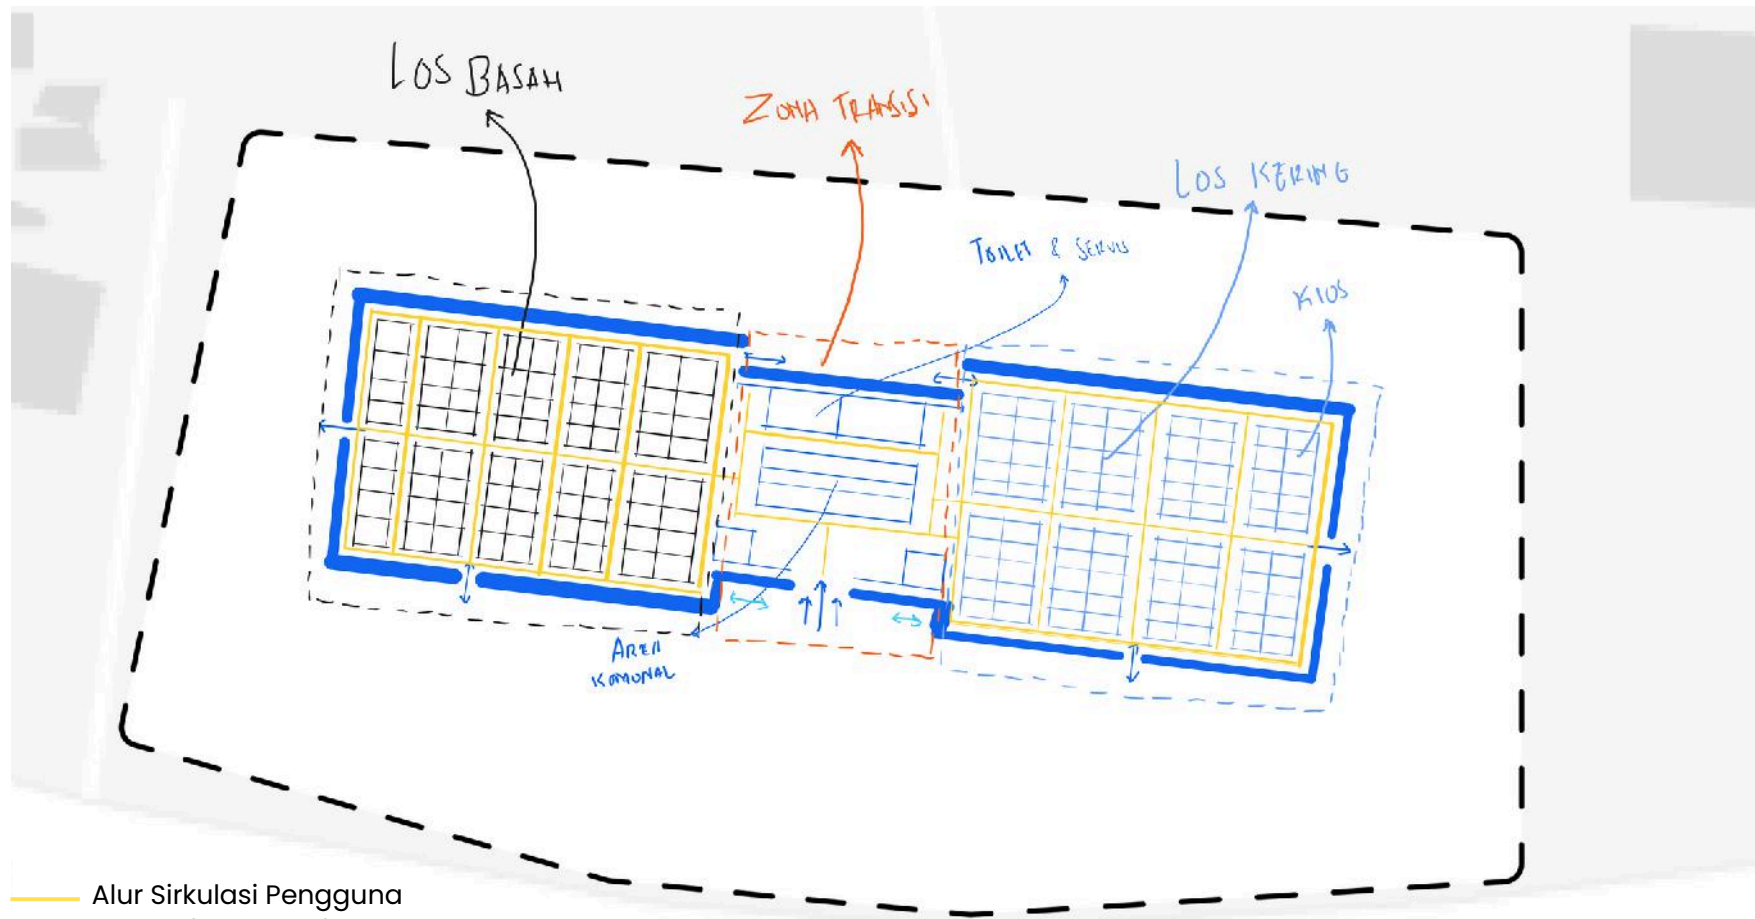 LOS BASAH
ZONA TRANSISI
LOS KERING
TOILET & SERVIS
KIOS
AREA
KOMUNAL
Alur Sirkulasi Pengguna